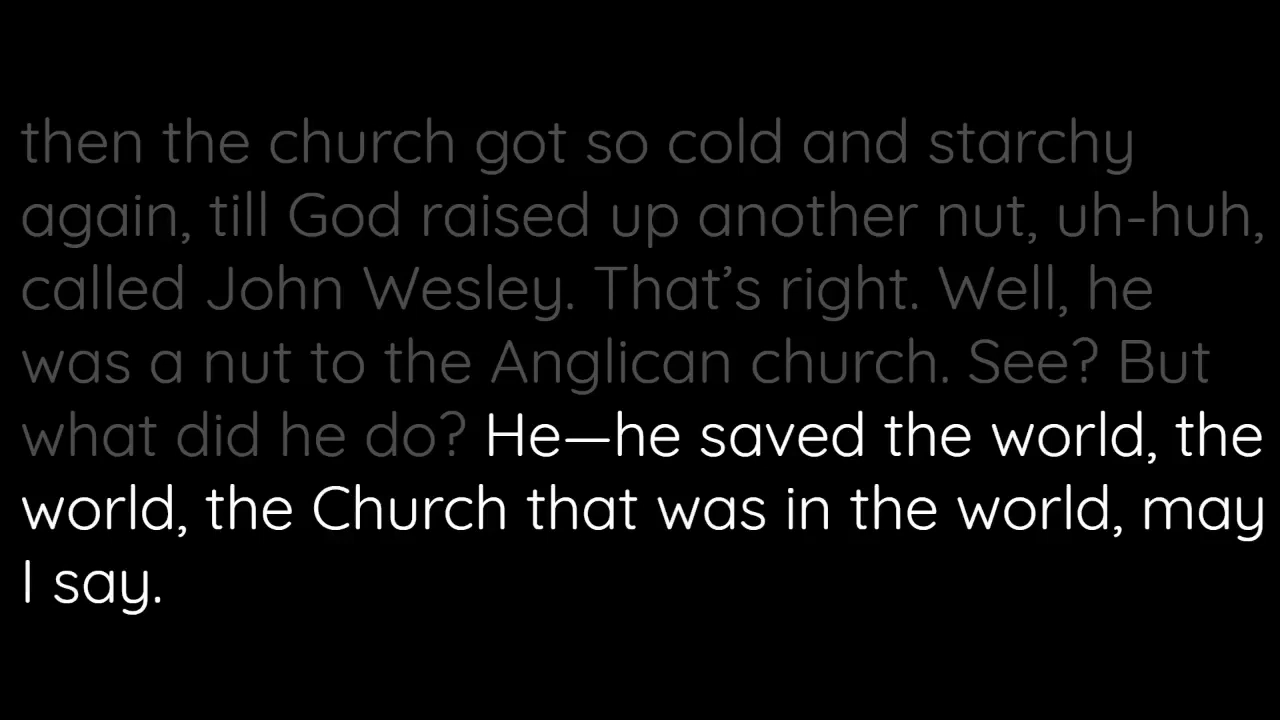 then the church got so cold and starchy
again, till God raised up another nut, uh-huh,
called John Wesley. That’s right. Well, he
was a nut to the Anglican church. See? But
what did he do? He—he saved the world, the
world, the Church that was in the world, may
I say.